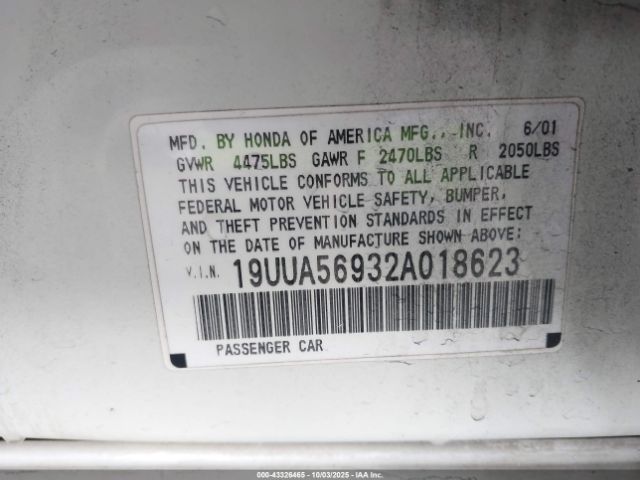 MFD. BY HONDA OF AMERICA MFG., INC. 6/01
GVWR 4475LBS GAWR F 2470LBS R 2050LBS
THIS VEHICLE CONFORMS TO ALL APPLICABLE
FEDERAL MOTOR VEHICLE SAFETY, BUMPER,
AND THEFT PREVENTION STANDARDS IN EFFECT
ON THE DATE OF MANUFACTURE SHOWN ABOVE:
V.I.N. 19UUA56932A018623
PASSENGER CAR
© 00-43326465 - 10/03/2025 - IAA Inc.